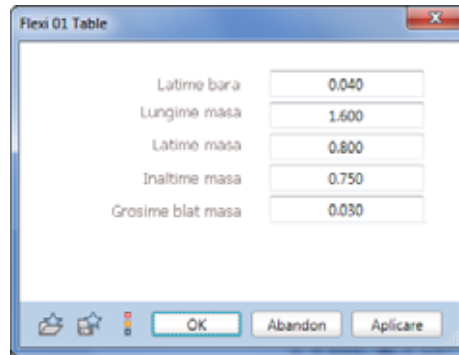 Flexi 01 Table
Latime bara 0.040
Lungime masa 1.600
Latime masa 0.800
Inaltime masa 0.750
Grosime blat masa 0.030
OK Abandon Aplicare